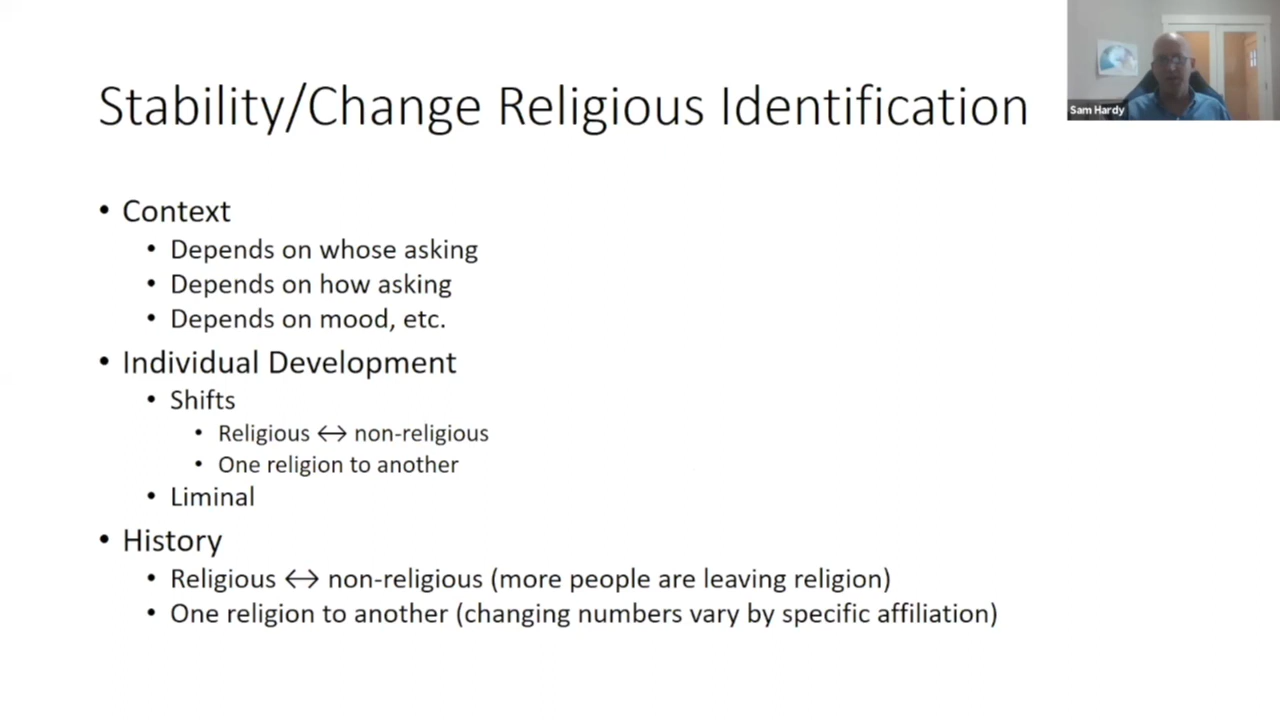 Stability/Change Religious Identification
Sam Hardy
• Context
• Depends on whose asking
• Depends on how asking
• Depends on mood, etc.
• Individual Development
• Shifts
• Religious ↔ non-religious
• One religion to another
• Liminal
• History
• Religious ↔ non-religious (more people are leaving religion)
• One religion to another (changing numbers vary by specific affiliation)